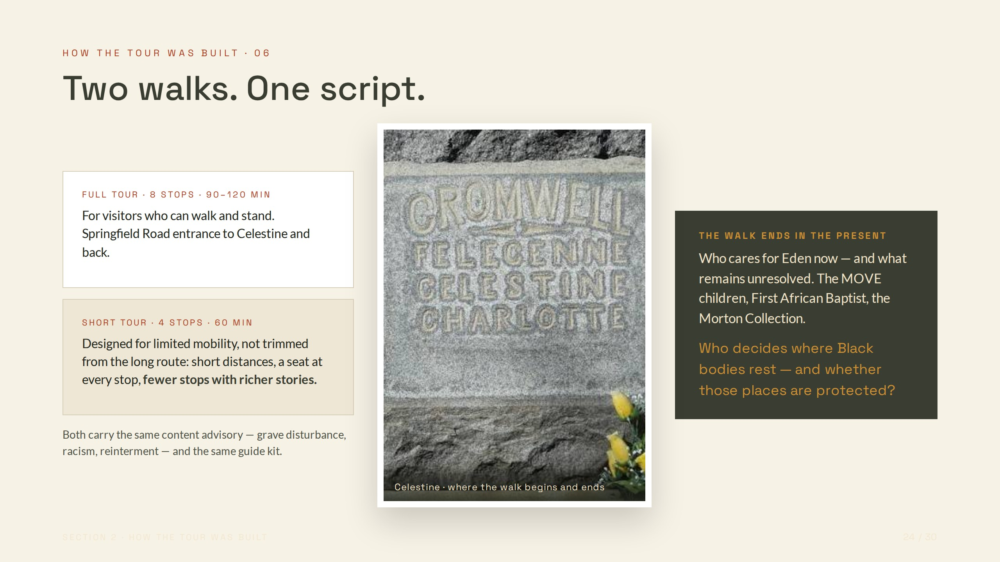 HOW THE TOUR WAS BUILT · 06
Two walks. One script.
FULL TOUR · 8 STOPS · 90–120 MIN
For visitors who can walk and stand.
Springfield Road entrance to Celestine and
back.
SHORT TOUR · 4 STOPS · 60 MIN
Designed for limited mobility, not trimmed
from the long route: short distances, a seat at
every stop, fewer stops with richer stories.
Both carry the same content advisory — grave disturbance,
racism, reinterment — and the same guide kit.
CROMWELL
FELECENNE
CELESTINE
CHARLOTTE
Celestine · where the walk begins and ends
THE WALK ENDS IN THE PRESENT
Who cares for Eden now — and what
remains unresolved. The MOVE
children, First African Baptist, the
Morton Collection.
Who decides where Black
bodies rest — and whether
those places are protected?
SECTION 2 · HOW THE TOUR WAS BUILT
24 / 30